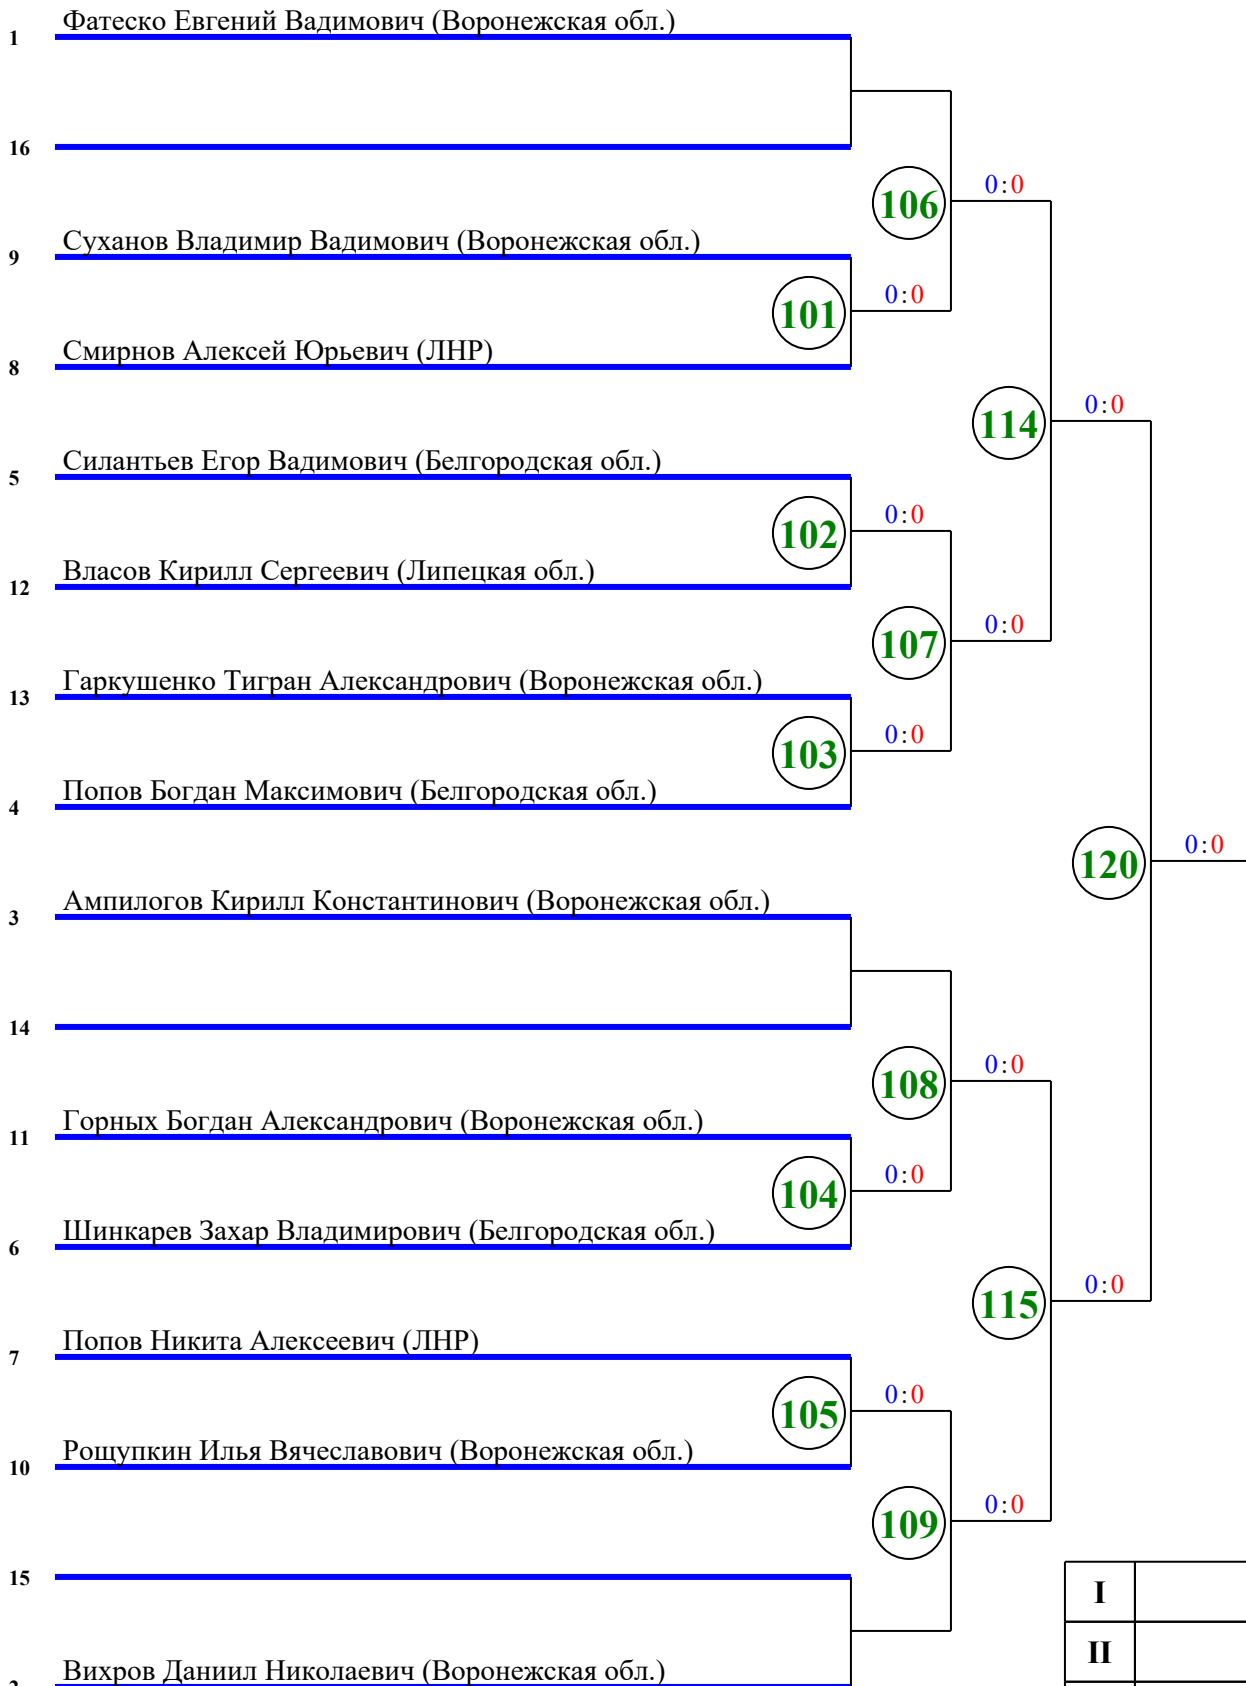 Фатеско Евгений Вадимович (Воронежская обл.)
1
16
106
0:0
Суханов Владимир Вадимович (Воронежская обл.)
9
101
0:0
Смирнов Алексей Юрьевич (ЛНР)
8
114
0:0
Силантьев Егор Вадимович (Белгородская обл.)
5
102
0:0
Власов Кирилл Сергеевич (Липецкая обл.)
12
107
0:0
Гаркушенко Тигран Александрович (Воронежская обл.)
13
103
0:0
Попов Богдан Максимович (Белгородская обл.)
4
120
0:0
Ампилогов Кирилл Константинович (Воронежская обл.)
3
14
108
0:0
Горных Богдан Александрович (Воронежская обл.)
11
104
0:0
Шинкарев Захар Владимирович (Белгородская обл.)
6
115
0:0
Попов Никита Алексеевич (ЛНР)
7
105
0:0
Рощупкин Илья Вячеславович (Воронежская обл.)
10
109
0:0
15
I
II
Вихров Даниил Николаевич (Воронежская обл.)